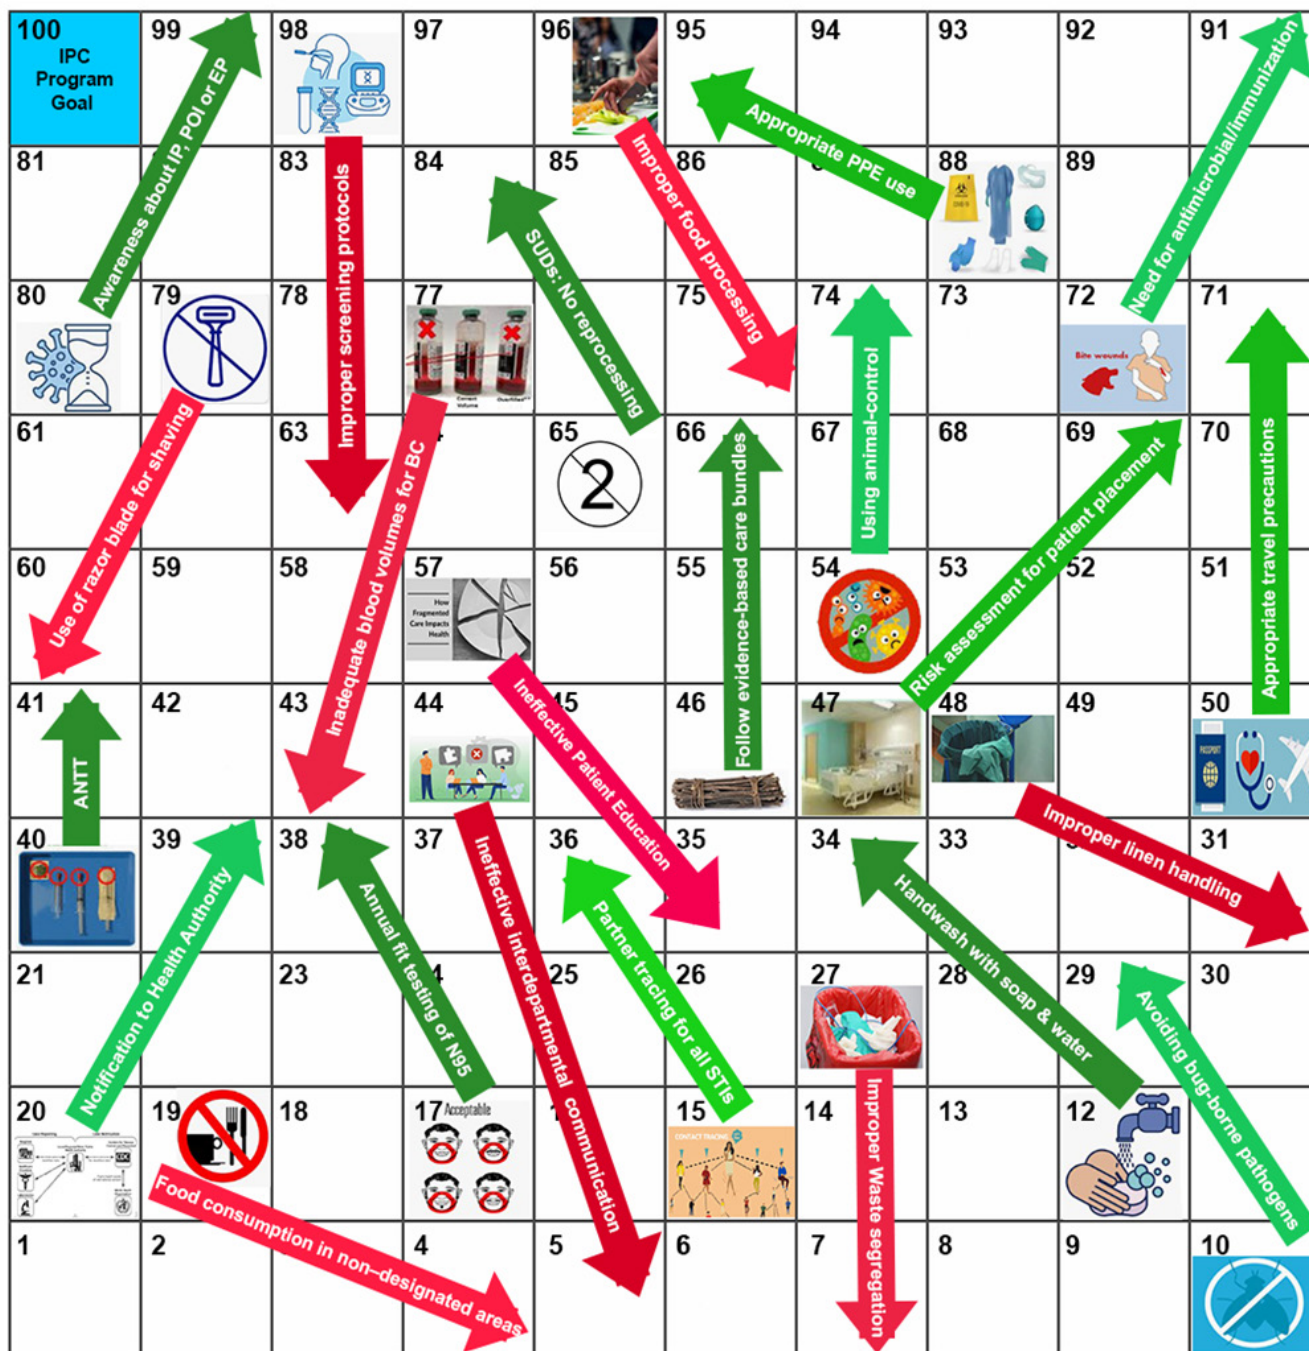 100 99 98 97 96 95 94 93 92 91
IPC
Program
Goal
Awareness about IP, POI or EP
Improper screening protocols
Improper food processing
Appropriate PPE use
Need for antimicrobial/immunization
81 83 84 85 86 88 89
SUDs: No reprocessing
80 79 78 77 75 74 73 72 71
Bite wounds
Correct
Volume
Overfilled**
Use of razor blade for shaving
Inadequate blood volumes for BC
Using animal-control
Appropriate travel precautions
61 63 65 66 67 68 69 70
2
Follow evidence-based care bundles
Risk assessment for patient placement
60 59 58 57 56 55 54 53 52 51
How
Fragmented
Care Impacts
Health
Ineffective Patient Education
41 42 43 44 45 46 47 48 49 50
PASSPORT
ANTT
Improper linen handling
40 39 38 37 36 35 34 33 31
Notification to Health Authority
Annual fit testing of N95
Ineffective interdepartmental communication
Partner tracing for all STIs
Handwash with soap & water
21 23 25 26 27 28 29 30
Avoiding bug-borne pathogens
20 19 18 17 15 14 13 12
Acceptable
CONTACT TRACING
CDC
Food consumption in non–designated areas
Improper Waste segregation
1 2 4 5 6 7 8 9 10